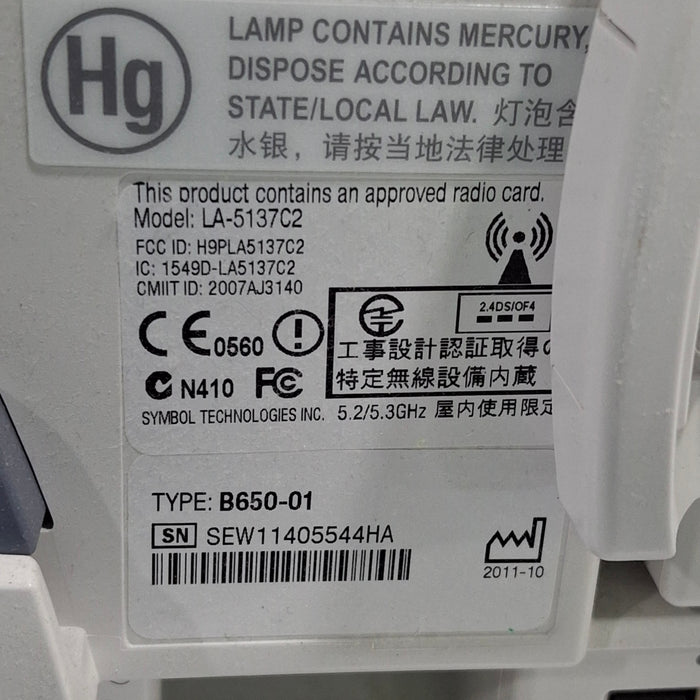 Hg
LAMP CONTAINS MERCURY,
DISPOSE ACCORDING TO
STATE/LOCAL LAW. 灯泡含
水银，请按当地法律处理
This product contains an approved radio card.
Model: LA-5137C2
FCC ID: H9PLA5137C2
IC: 1549D-LA5137C2
CMIIT ID: 2007AJ3140
2.4DS/OF4
CE0560
工事設計認証取得の
特定無線設備内蔵
N410 FC
SYMBOL TECHNOLOGIES INC. 5.2/5.3GHz 屋内使用限定
TYPE: B650-01
SN SEW11405544HA
2011-10